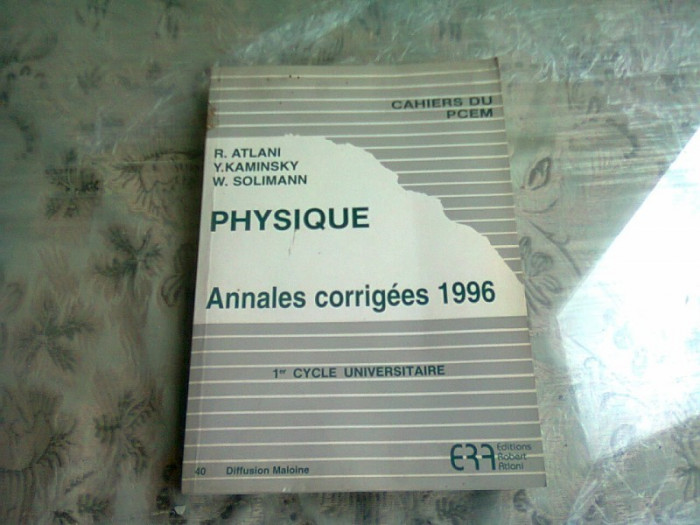 CAHIERS DU
PCEM
R. ATLANI
Y.KAMINSKY
W. SOLIMANN
PHYSIQUE
Annales corrigées 1996
1er CYCLE UNIVERSITAIRE
ERA Editions
Robert
Atlani
40 Diffusion Maloine